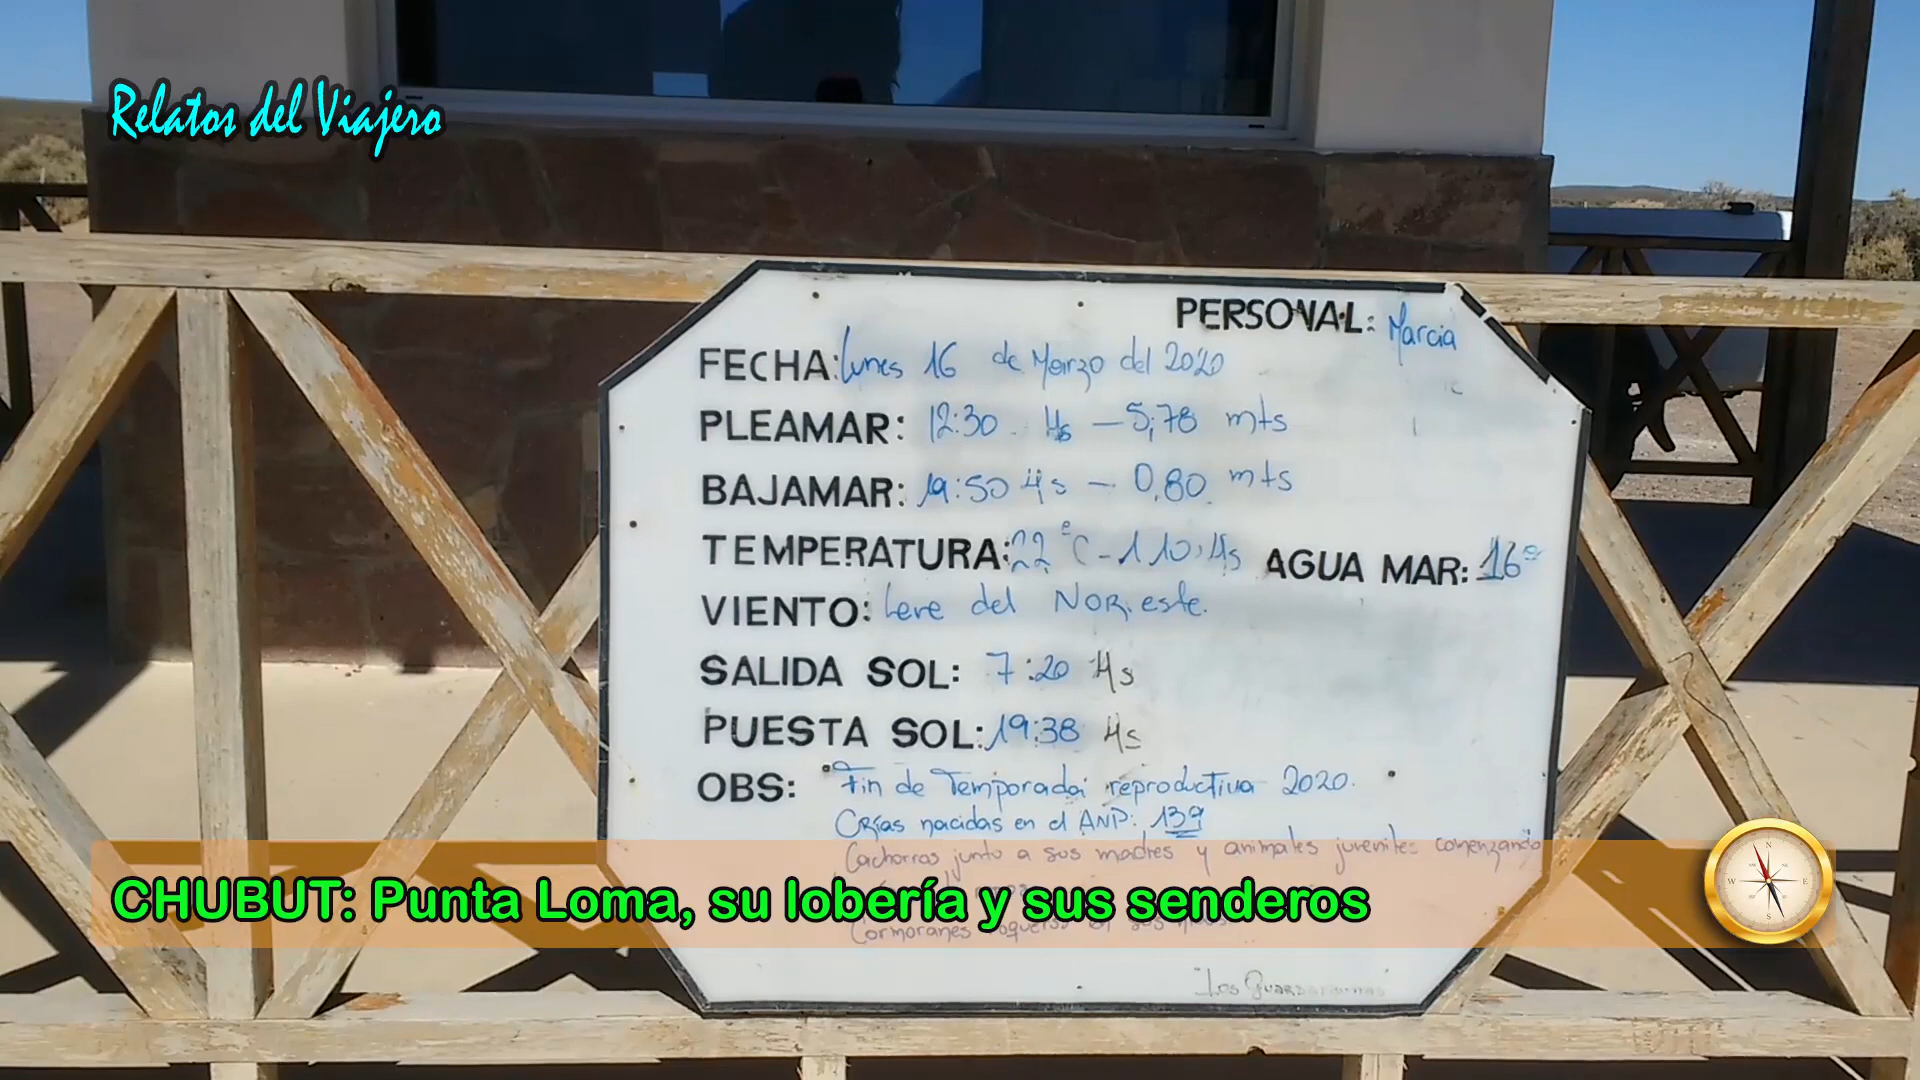 Relatos del Viajero
PERSONAL: Marcia
FECHA: lunes 16 de Marzo del 2020
PLEAMAR: 12:30 Hs – 5,78 mts
BAJAMAR: 19:50 Hs – 0,80 mts
TEMPERATURA: 22 °C - 10 Hs AGUA MAR: 16°
VIENTO: Leve del NOR. este.
SALIDA SOL: 7:20 Hs
PUESTA SOL: 19:38 Hs
OBS: Fin de Temporada reproductiva 2020.
Crías nacidas en el ANP: 139
Cachorros junto a sus madres y animales juveniles comenzando
CHUBUT: Punta Loma, su lobería y sus senderos
Cormoranes
"Los Guardafaunas"
N
W
E
S